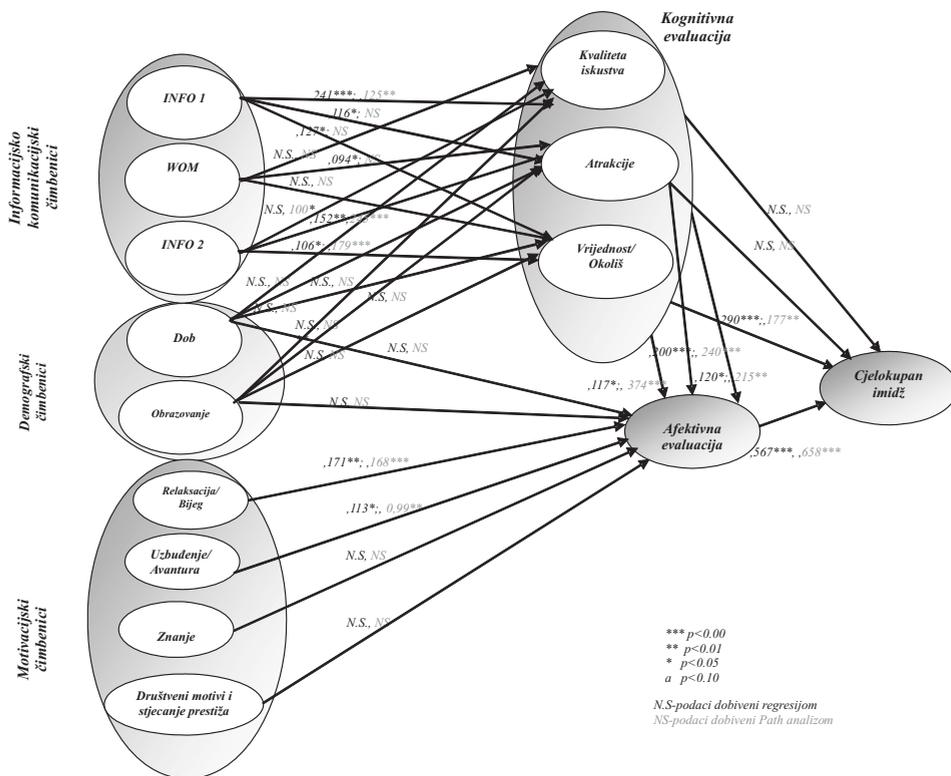 Kognitivna
evaluacija
Informacijsko
komunikacijski
čimbenici
INFO 1
WOM
INFO 2
Kvaliteta
iskustva
Atrakcije
Vrijednost/
Okoliš
,241***; ,125**
,116*; NS
,127*; NS
N.S., NS
,094*; NS
N.S., NS
N.S, 100*
,152**;
,106*; ,179***
N.S., NS
N.S., NS
N.S., NS
N.S, NS
N.S., NS
N.S., NS
N.S, NS
N.S, NS
N.S., NS
N.S, NS
,290***;,177**
,200***;, 240***
,120*;,215**
,117*;, 374***
Demografski
čimbenici
Dob
Obrazovanje
Afektivna
evaluacija
Cjelokupan
imidž
,567***, ,658***
,171**; ,168***
,113*;, 0,99**
N.S, NS
N.S., NS
Motivacijski
čimbenici
Relaksacija/
Bijeg
Uzbuđenje/
Avantura
Znanje
Društveni motivi i
stjecanje prestiža
*** p<0.00
** p<0.01
* p<0.05
a p<0.10
N.S-podaci dobiveni regresijom
NS-podaci dobiveni Path analizom